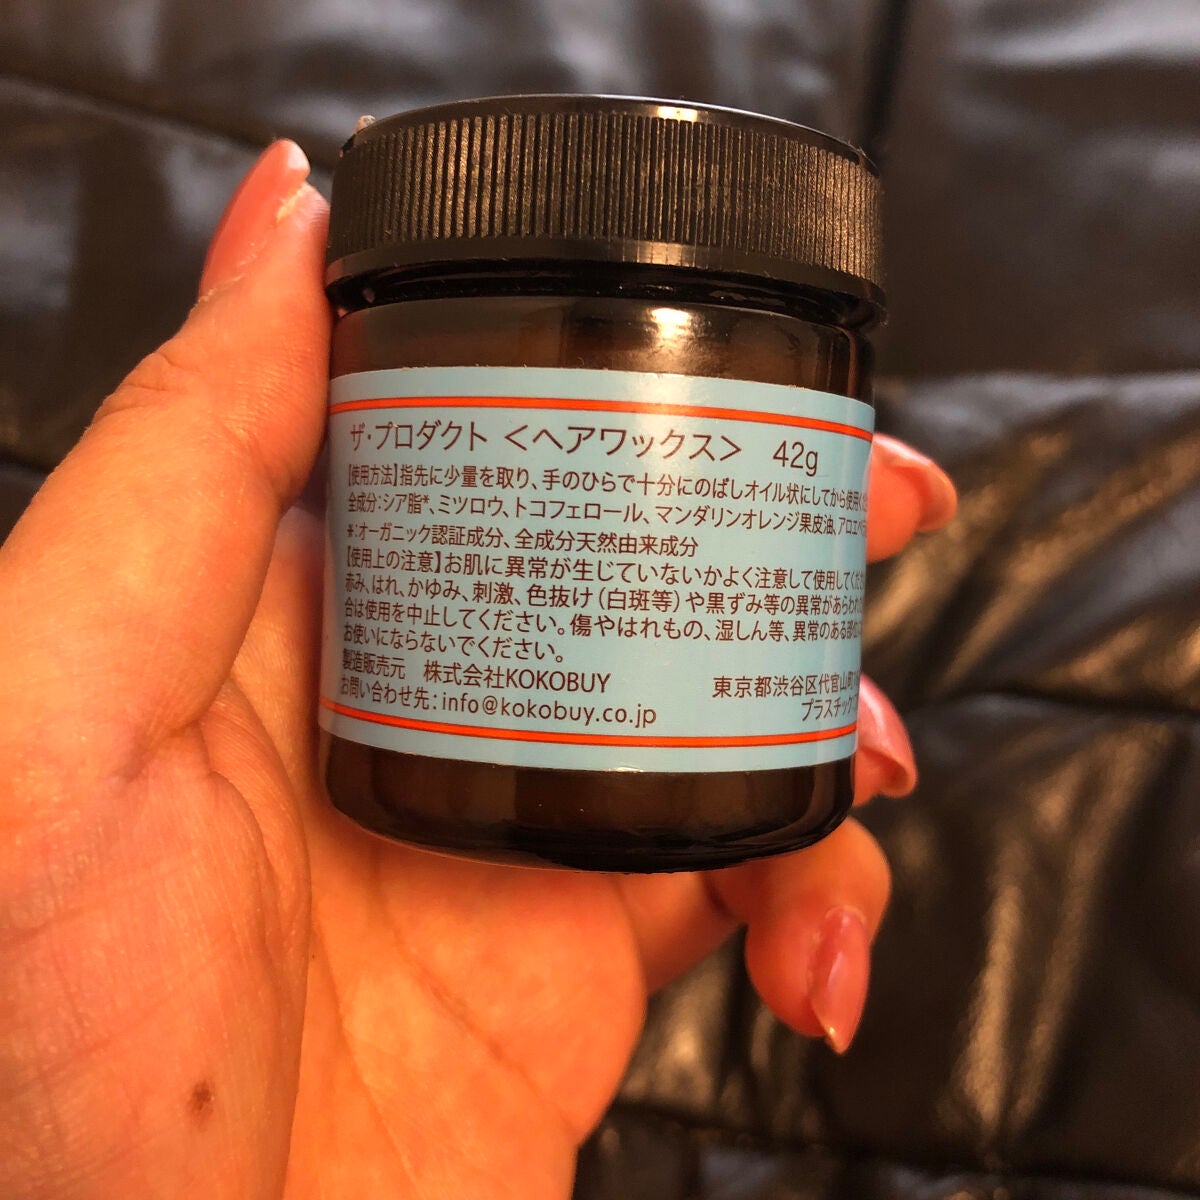 ザ・プロダクト <ヘアワックス> 42g
【使用方法】指先に少量を取り、手のひらで十分にのばしオイル状にしてから使用く
全成分:シア脂*、ミツロウ、トコフェロール、マンダリンオレンジ果皮油、アロエベラ
*:オーガニック認証成分、全成分天然由来成分
【使用上の注意】お肌に異常が生じていないかよく注意して使用してくだ
赤み、はれ、かゆみ、刺激、色抜け(白斑等)や黒ずみ等の異常があらわれ
合は使用を中止してください。傷やはれもの、湿しん等、異常のある部位
お使いにならないでください。
製造販売元 株式会社KOKOBUY 東京都渋谷区代官山町
お問い合わせ先:info@kokobuy.co.jp プラスチック